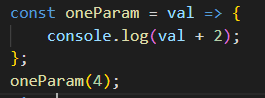 const oneParam = val => {
    console.log(val + 2);
};
oneParam(4);